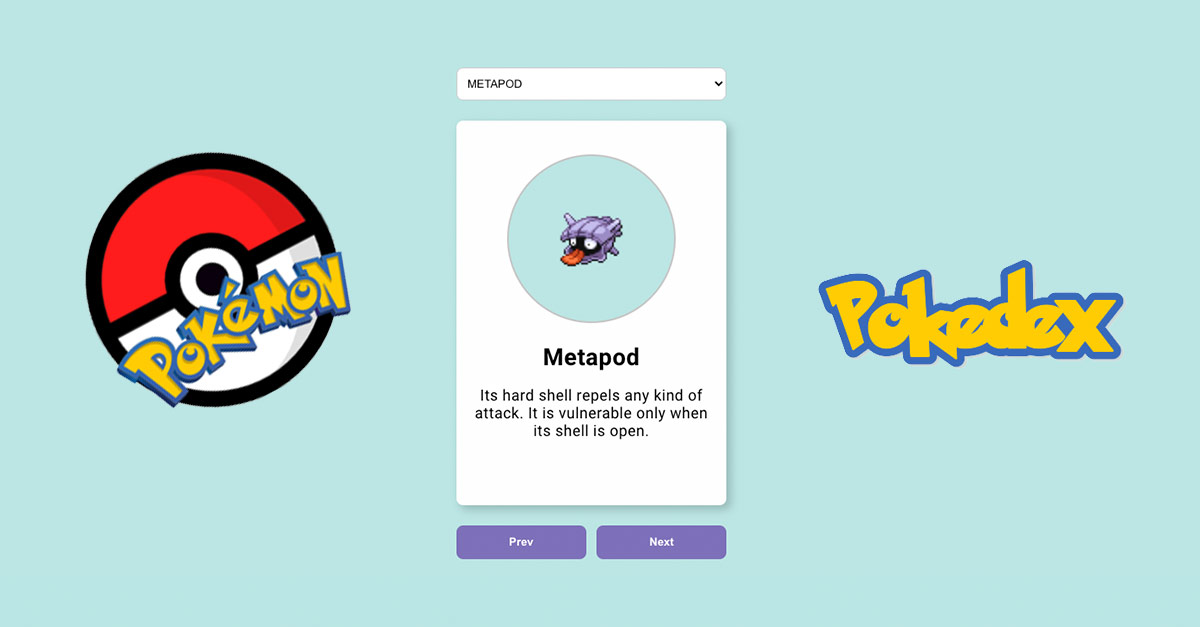 METAPOD
Pokémon
Metapod
Its hard shell repels any kind of
attack. It is vulnerable only when
its shell is open.
Pokedex
Prev
Next